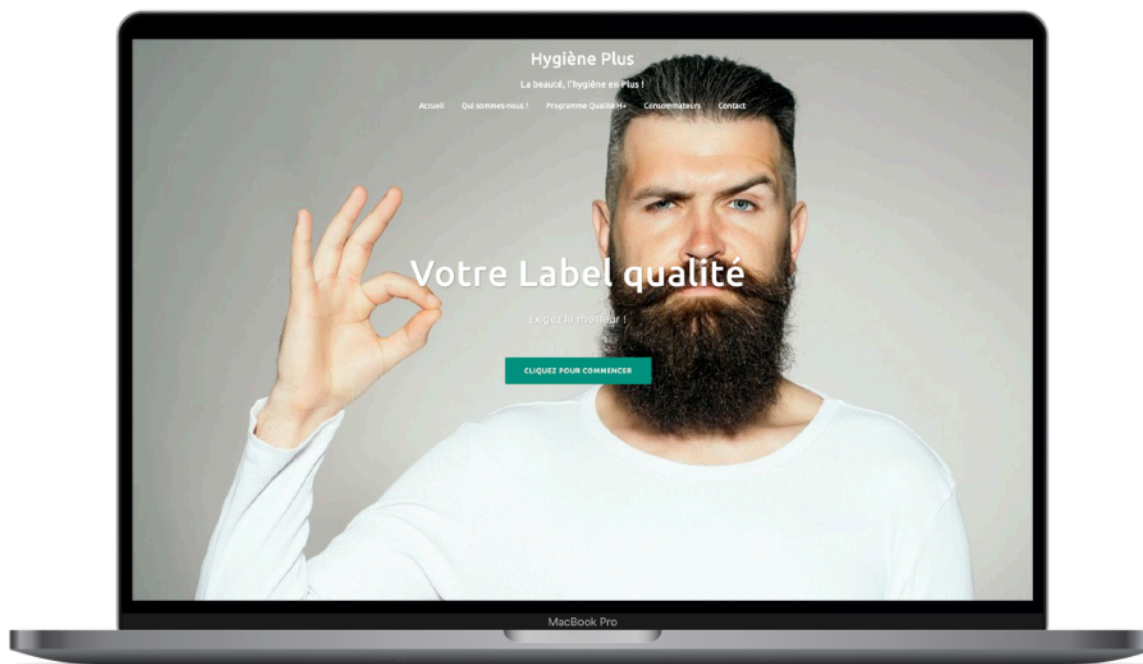 Hygiène Plus
La beauté, l'hygiène en Plus !
Accueil Qui sommes-nous ! Programme Qualité H+ Consommateurs Contact
Votre Label qualité
Exigez le meilleur !
CLIQUEZ POUR COMMENCER
MacBook Pro